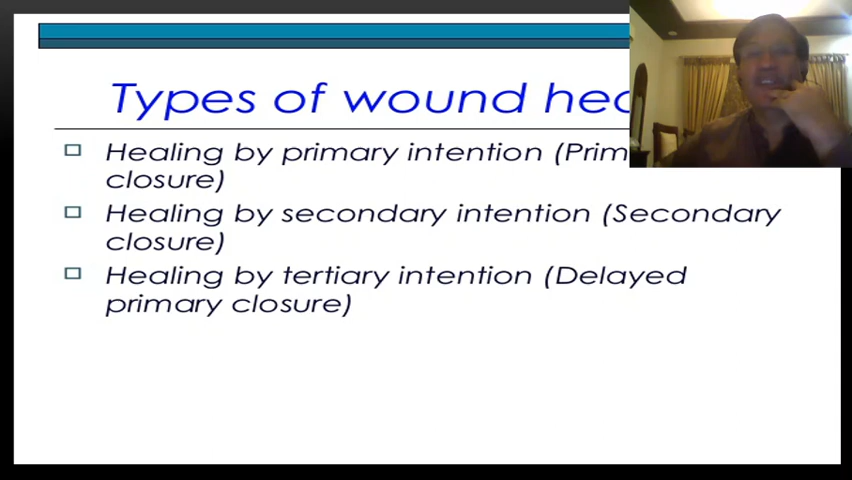 Types of wound hea
Healing by primary intention (Prim
closure)
Healing by secondary intention (Secondary
closure)
Healing by tertiary intention (Delayed
primary closure)